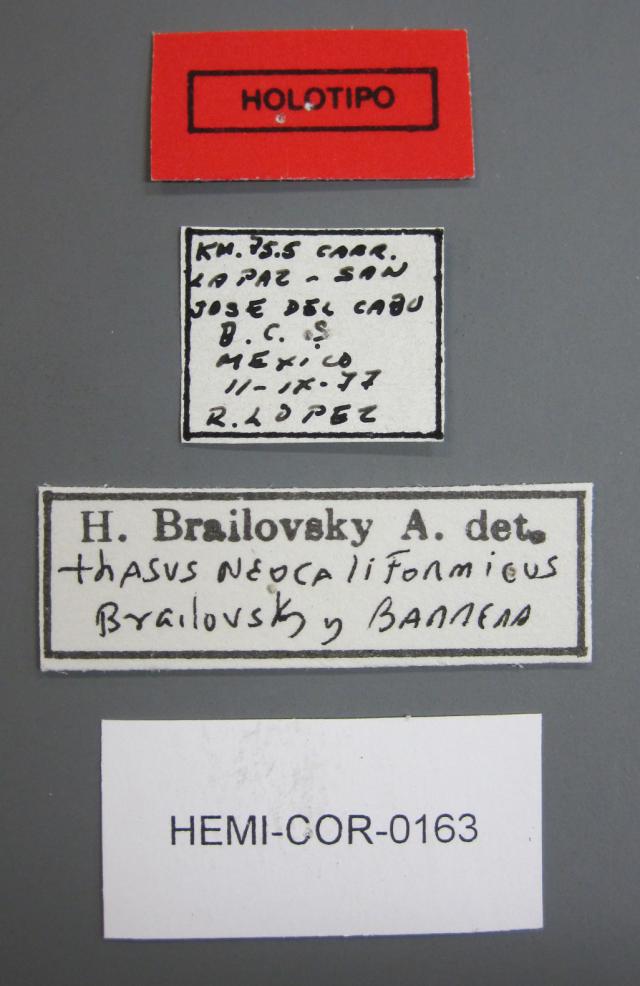 HOLOTIPO
KM. 75.5 CARR.
LA PAZ - SAN
JOSE DEL CABO
B. C. S
MEXICO
11-IX-77
R. LOPEZ
H. Brailovsky A. det.
thASUS NEOCAliFORNicUS
Brailovsky y BARRERA
HEMI-COR-0163